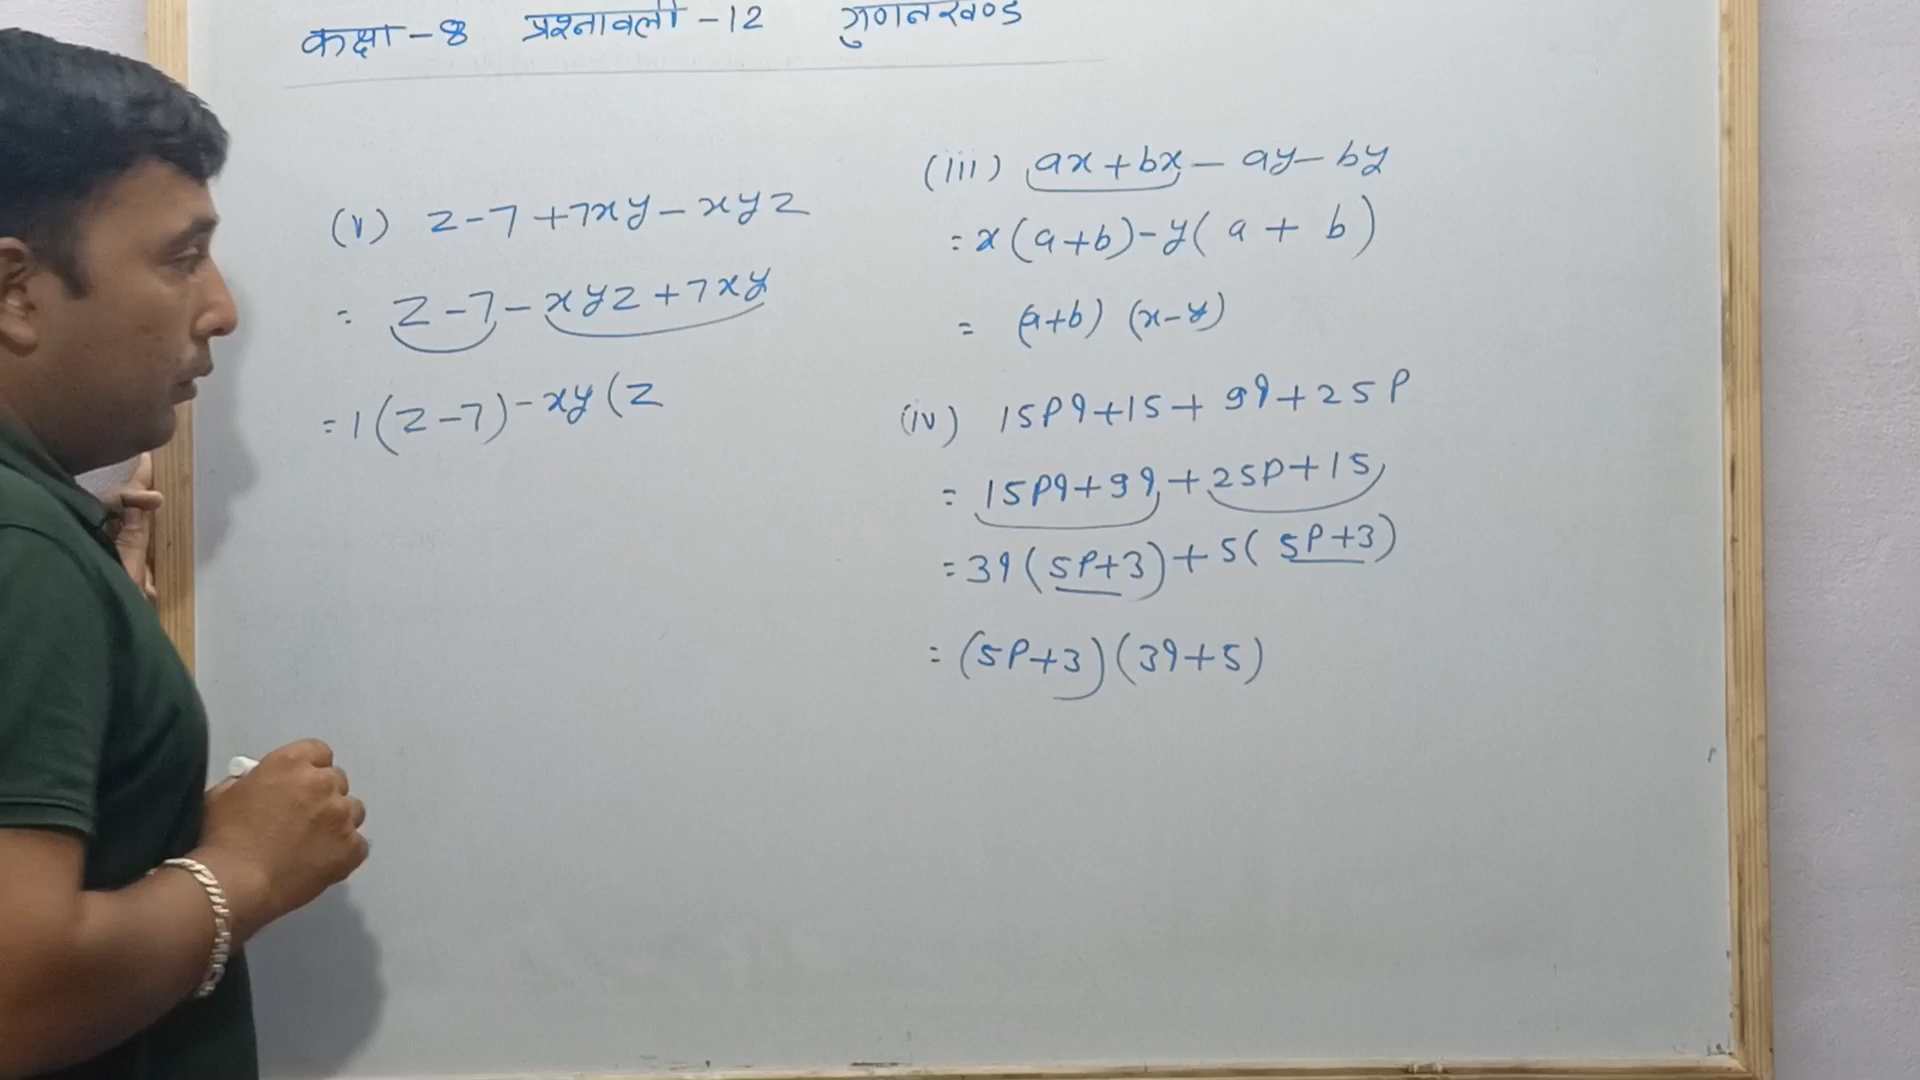 कक्षा-8 प्रश्नावली-12 गुणनखण्ड
(v) z-7+7xy-xyz
= z-7-xyz+7xy
=1(z-7)-xy(z
(iii) ax+bx-ay-by
=x(a+b)-y(a+b)
= (a+b) (x-y)
(iv) 15pq+15+9q+25p
= 15pq+9q+25p+15
=3q(5p+3)+5(5p+3)
=(5p+3)(3q+5)